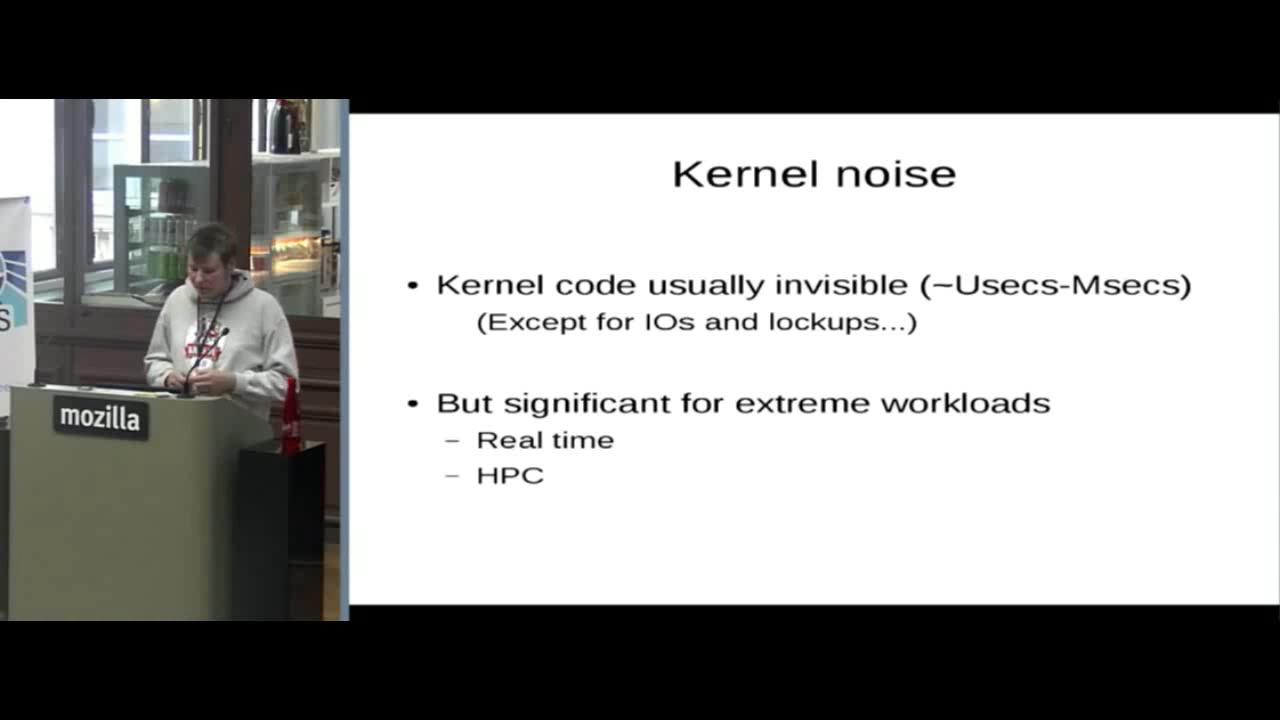 Kernel noise
• Kernel code usually invisible (~Usecs-Msecs)
(Except for IOs and lockups...)
• But significant for extreme workloads
– Real time
– HPC
mozilla
S